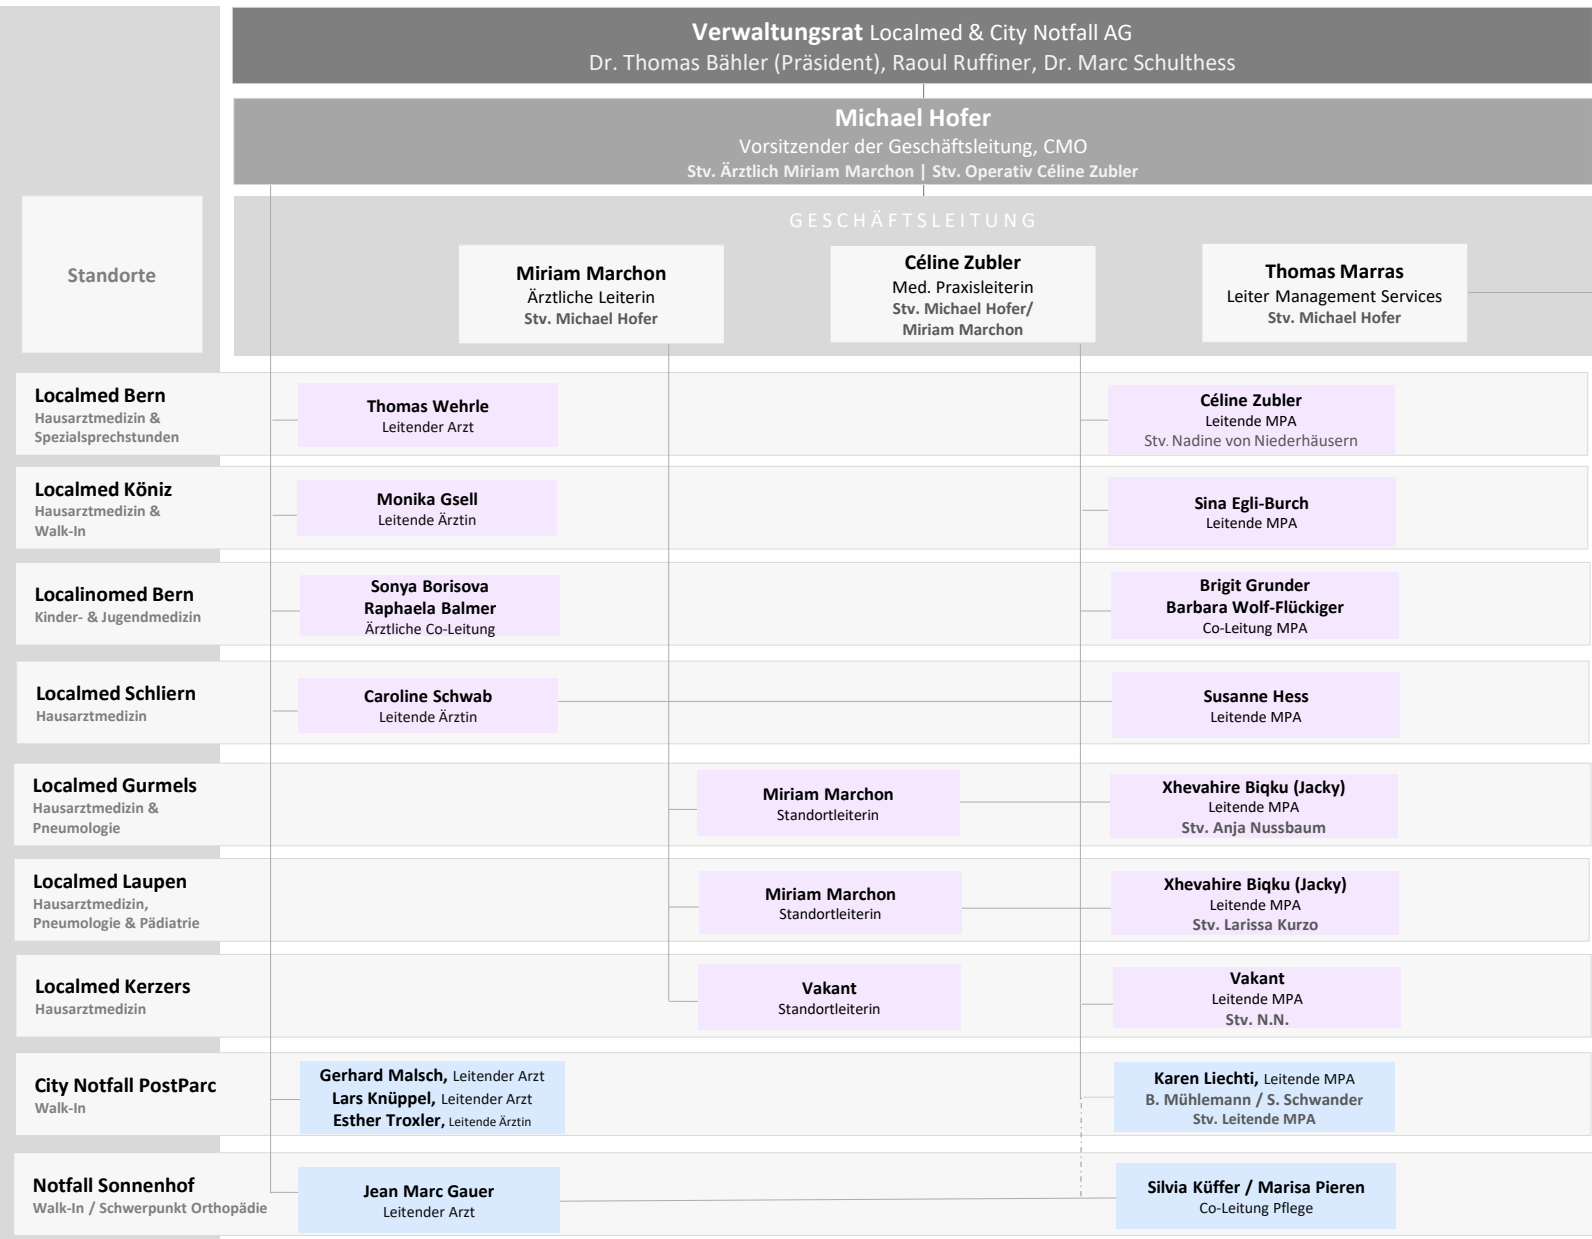 Verwaltungsrat Localmed & City Notfall AG
Dr. Thomas Bähler (Präsident), Raoul Ruffiner, Dr. Marc Schulthess
Michael Hofer
Vorsitzender der Geschäftsleitung, CMO
Stv. Ärztlich Miriam Marchon | Stv. Operativ Céline Zubler
GESCHÄFTSLEITUNG
Standorte
Miriam Marchon
Ärztliche Leiterin
Stv. Michael Hofer
Céline Zubler
Med. Praxisleiterin
Stv. Michael Hofer/
Miriam Marchon
Thomas Marras
Leiter Management Services
Stv. Michael Hofer
Localmed Bern
Hausarztmedizin &
Spezialsprechstunden
Thomas Wehrle
Leitender Arzt
Céline Zubler
Leitende MPA
Stv. Nadine von Niederhäusern
Localmed Köniz
Hausarztmedizin &
Walk-In
Monika Gsell
Leitende Ärztin
Sina Egli-Burch
Leitende MPA
Localinomed Bern
Kinder- & Jugendmedizin
Sonya Borisova
Raphaela Balmer
Ärztliche Co-Leitung
Brigit Grunder
Barbara Wolf-Flückiger
Co-Leitung MPA
Localmed Schliern
Hausarztmedizin
Caroline Schwab
Leitende Ärztin
Susanne Hess
Leitende MPA
Localmed Gurmels
Hausarztmedizin &
Pneumologie
Miriam Marchon
Standortleiterin
Xhevahire Biqku (Jacky)
Leitende MPA
Stv. Anja Nussbaum
Localmed Laupen
Hausarztmedizin,
Pneumologie & Pädiatrie
Miriam Marchon
Standortleiterin
Xhevahire Biqku (Jacky)
Leitende MPA
Stv. Larissa Kurzo
Localmed Kerzers
Hausarztmedizin
Vakant
Standortleiterin
Vakant
Leitende MPA
Stv. N.N.
City Notfall PostParc
Walk-In
Gerhard Malsch, Leitender Arzt
Lars Knüppel, Leitender Arzt
Esther Troxler, Leitende Ärztin
Karen Liechti, Leitende MPA
B. Mühlemann / S. Schwander
Stv. Leitende MPA
Notfall Sonnenhof
Walk-In / Schwerpunkt Orthopädie
Jean Marc Gauer
Leitender Arzt
Silvia Küffer / Marisa Pieren
Co-Leitung Pflege